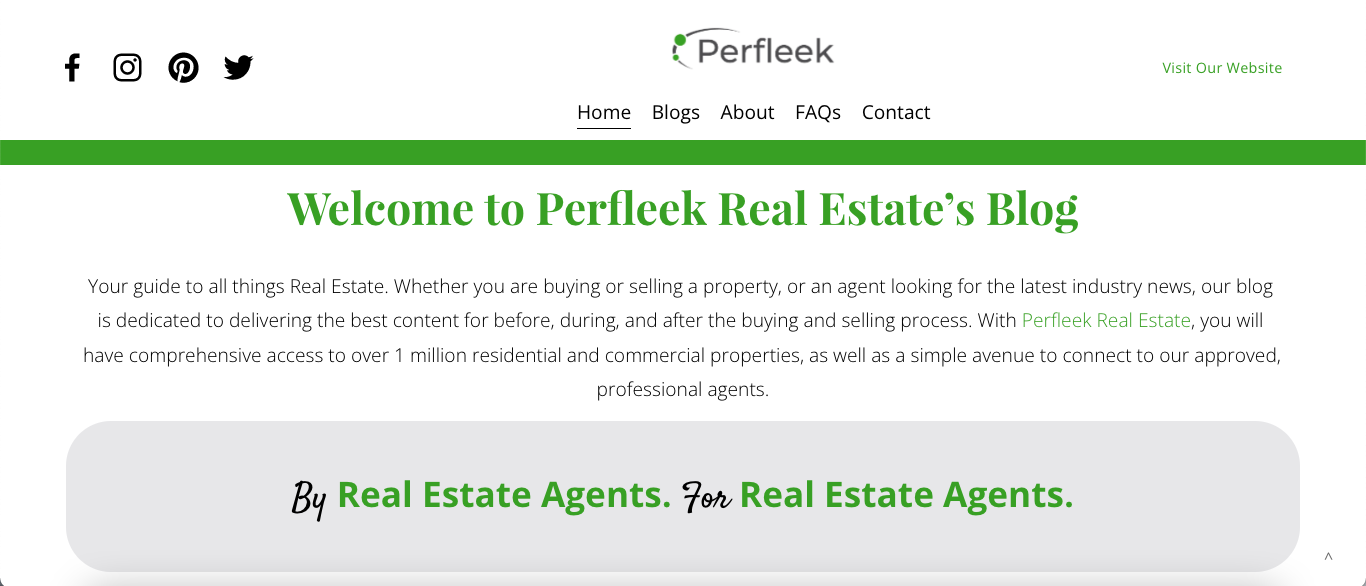 Perfleek
Visit Our Website
Home Blogs About FAQs Contact
Welcome to Perfleek Real Estate’s Blog
Your guide to all things Real Estate. Whether you are buying or selling a property, or an agent looking for the latest industry news, our blog
is dedicated to delivering the best content for before, during, and after the buying and selling process. With Perfleek Real Estate, you will
have comprehensive access to over 1 million residential and commercial properties, as well as a simple avenue to connect to our approved,
professional agents.
By Real Estate Agents. For Real Estate Agents.
^